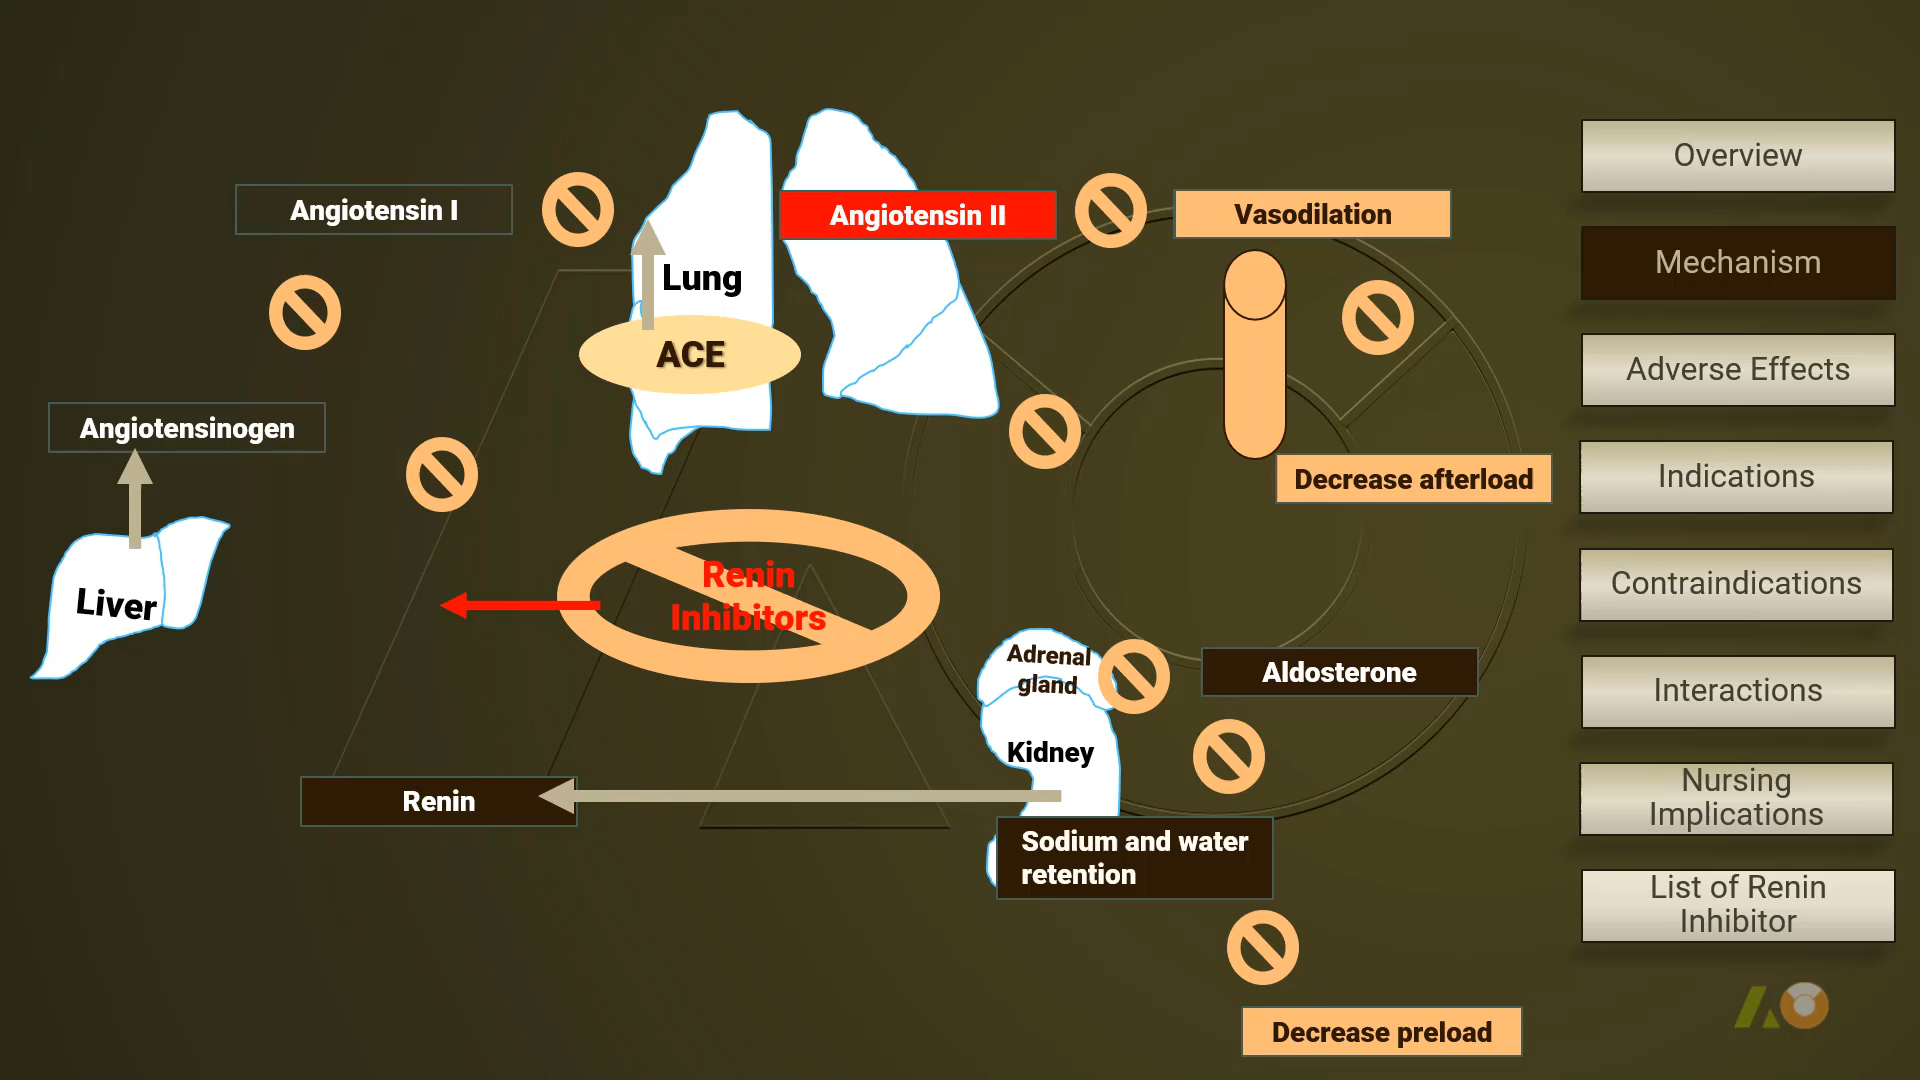 Angiotensin I
Angiotensin II
Vasodilation
Lung
ACE
Angiotensinogen
Decrease afterload
Liver
Renin
Inhibitors
Adrenal
gland
Aldosterone
Kidney
Renin
Sodium and water
retention
Decrease preload
Overview
Mechanism
Adverse Effects
Indications
Contraindications
Interactions
Nursing
Implications
List of Renin
Inhibitor